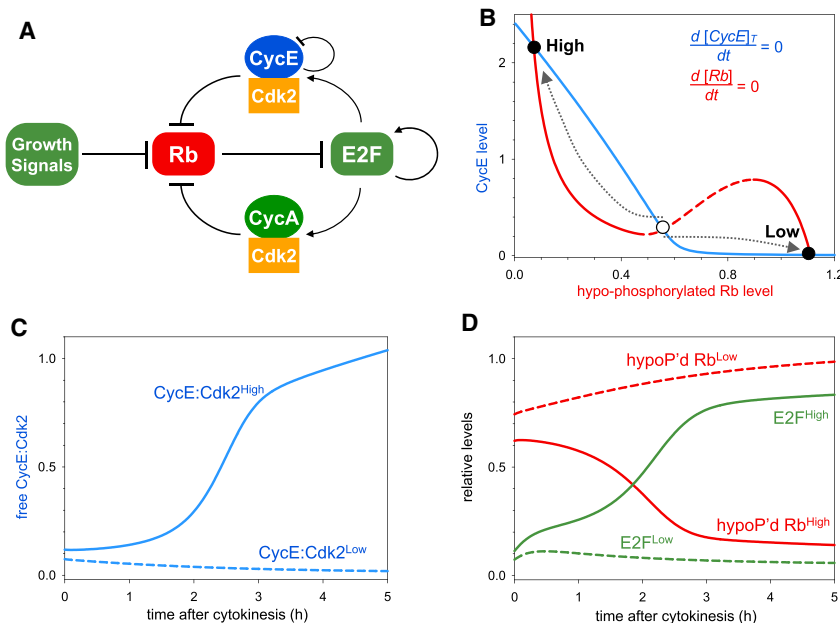 A
CycE
Cdk2
Growth
Signals
Rb
E2F
CycA
Cdk2
B
High
d [CycE]T
dt
= 0
d [Rb]
dt
= 0
CycE level
2
1
0
Low
0.0
0.4
0.8
1.2
hypo-phosphorylated Rb level
C
free CycE:Cdk2
1.0
0.5
0.0
CycE:Cdk2High
CycE:Cdk2Low
0
1
2
3
4
5
time after cytokinesis (h)
D
relative levels
1.0
0.5
0.0
hypoP'd RbLow
E2FHigh
hypoP'd RbHigh
E2FLow
0
1
2
3
4
5
time after cytokinesis (h)